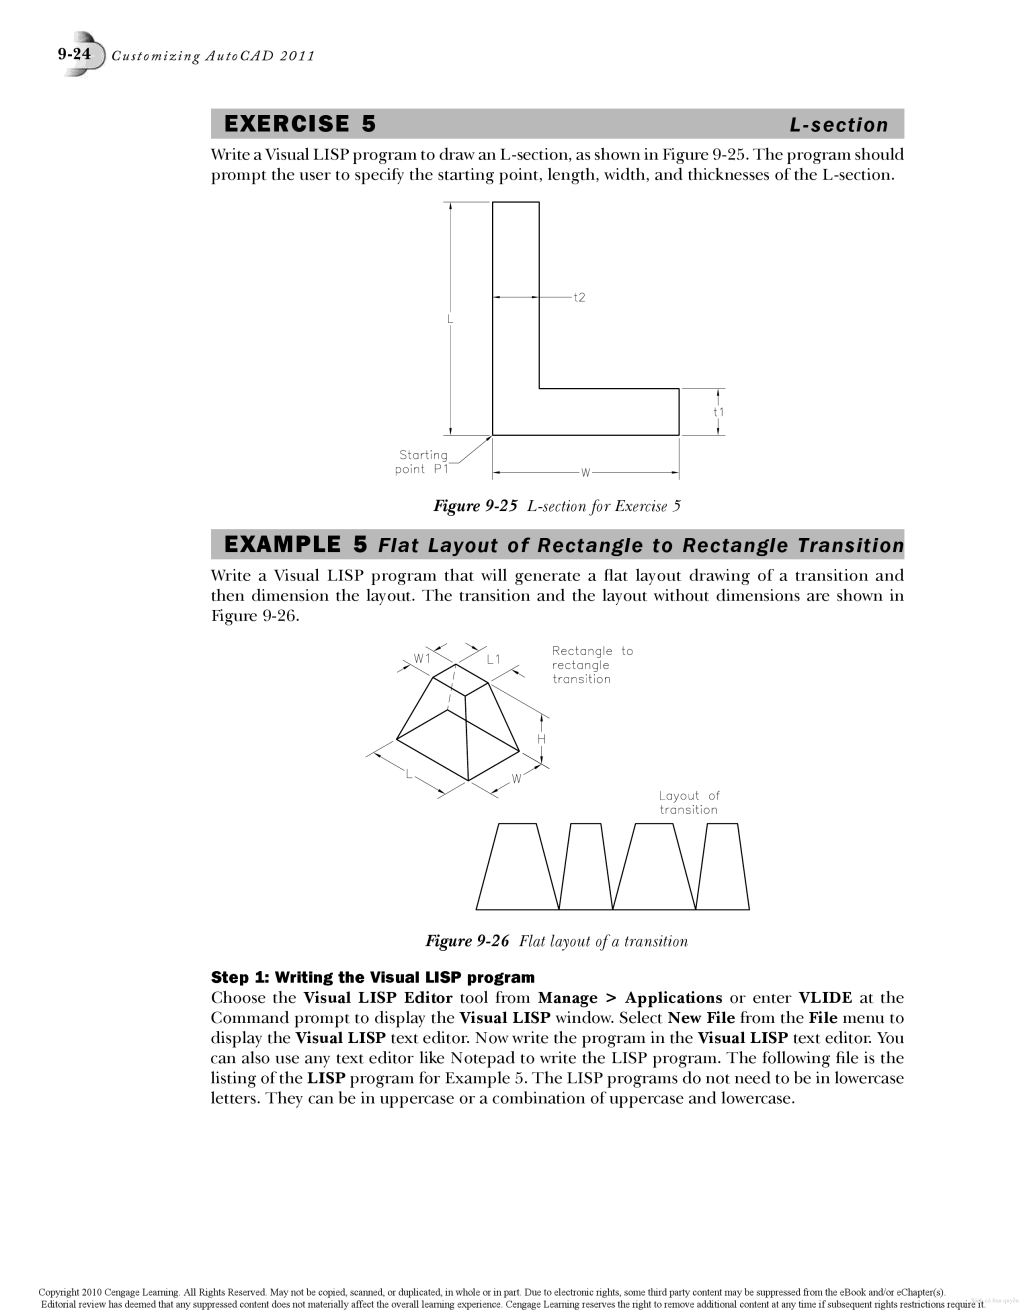 9-24
Customizing AutoCAD 2011
EXERCISE 5
L-section
Write a Visual LISP program to draw an L-section, as shown in Figure 9-25. The program should
prompt the user to specify the starting point, length, width, and thicknesses of the L-section.
t2
L
t1
Starting
point P1
W
Figure 9-25 L-section for Exercise 5
EXAMPLE 5 Flat Layout of Rectangle to Rectangle Transition
Write a Visual LISP program that will generate a flat layout drawing of a transition and
then dimension the layout. The transition and the layout without dimensions are shown in
Figure 9-26.
W1
L1
Rectangle to
rectangle
transition
H
L
W
Layout of
transition
Figure 9-26 Flat layout of a transition
Step 1: Writing the Visual LISP program
Choose the Visual LISP Editor tool from Manage > Applications or enter VLIDE at the
Command prompt to display the Visual LISP window. Select New File from the File menu to
display the Visual LISP text editor. Now write the program in the Visual LISP text editor. You
can also use any text editor like Notepad to write the LISP program. The following file is the
listing of the LISP program for Example 5. The LISP programs do not need to be in lowercase
letters. They can be in uppercase or a combination of uppercase and lowercase.
Copyright 2010 Cengage Learning. All Rights Reserved. May not be copied, scanned, or duplicated, in whole or in part. Due to electronic rights, some third party content may be suppressed from the eBook and/or eChapter(s).
Editorial review has deemed that any suppressed content does not materially affect the overall learning experience. Cengage Learning reserves the right to remove additional content at any time if subsequent rights restrictions require it.